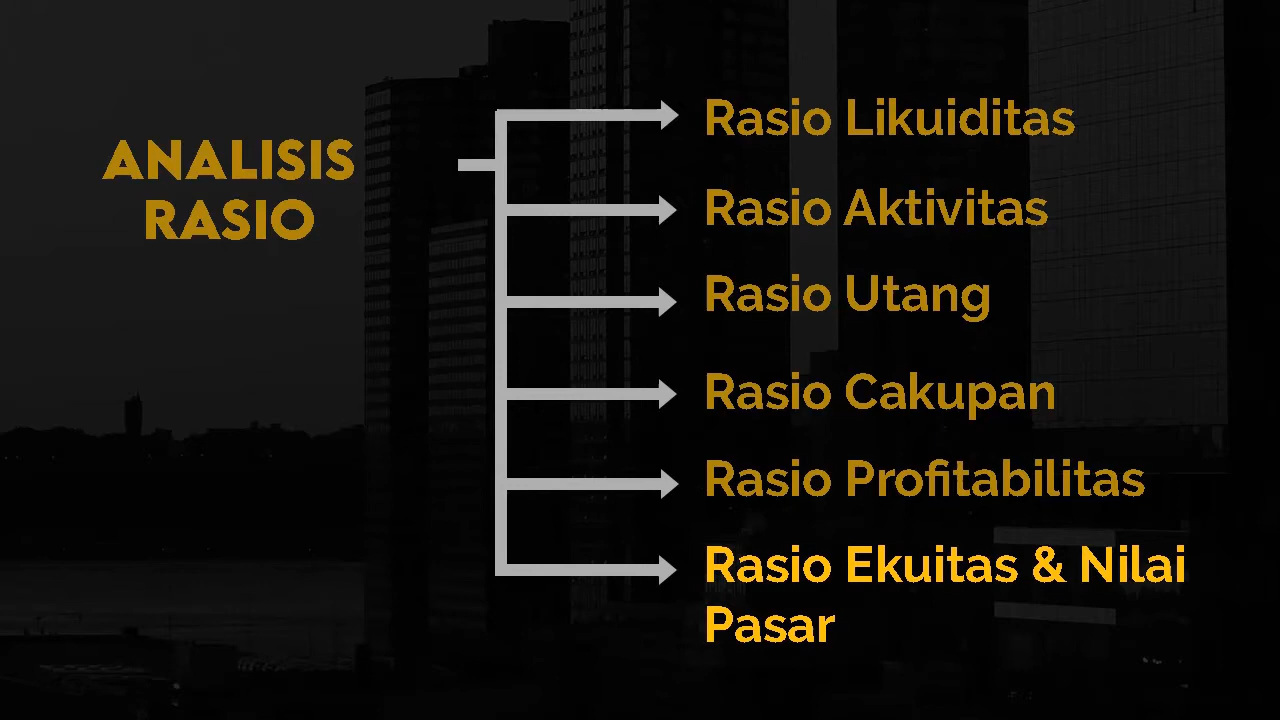 ANALISIS
RASIO
Rasio Likuiditas
Rasio Aktivitas
Rasio Utang
Rasio Cakupan
Rasio Profitabilitas
Rasio Ekuitas & Nilai
Pasar